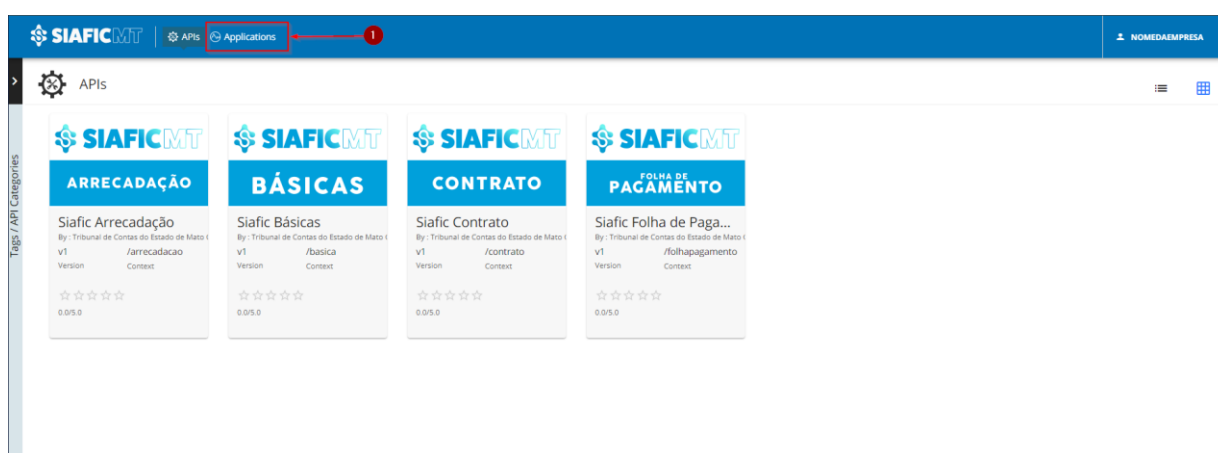 SIAFICMT APIs Applications 1 NOMEDAEMPRESA
APIs
Tags / API Categories
SIAFICMT
ARRECADAÇÃO
Siafic Arrecadação
By : Tribunal de Contas do Estado de Mato
v1 /arrecadacao
Version Context
0.0/5.0
SIAFICMT
BÁSICAS
Siafic Básicas
By : Tribunal de Contas do Estado de Mato
v1 /basica
Version Context
0.0/5.0
SIAFICMT
CONTRATO
Siafic Contrato
By : Tribunal de Contas do Estado de Mato
v1 /contrato
Version Context
0.0/5.0
SIAFICMT
FOLHA DE
PAGAMENTO
Siafic Folha de Paga...
By : Tribunal de Contas do Estado de Mato
v1 /folhapagamento
Version Context
0.0/5.0